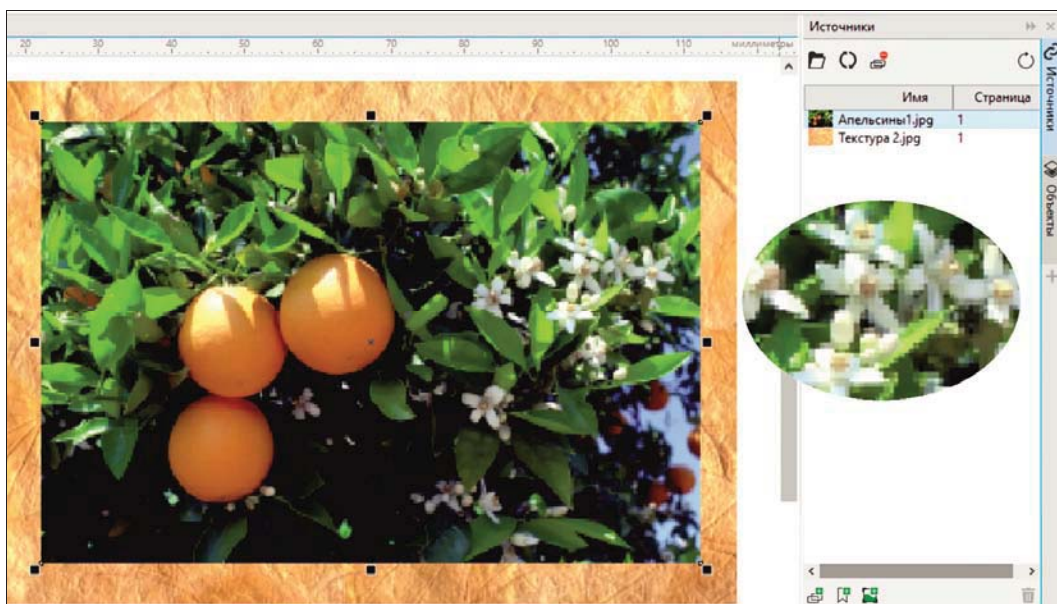 Источники
20 30 40 50 60 70 80 90 100 110 миллиметры
Имя Страница
Апельсины1.jpg 1
Текстура 2.jpg 1
Источники
Объекты